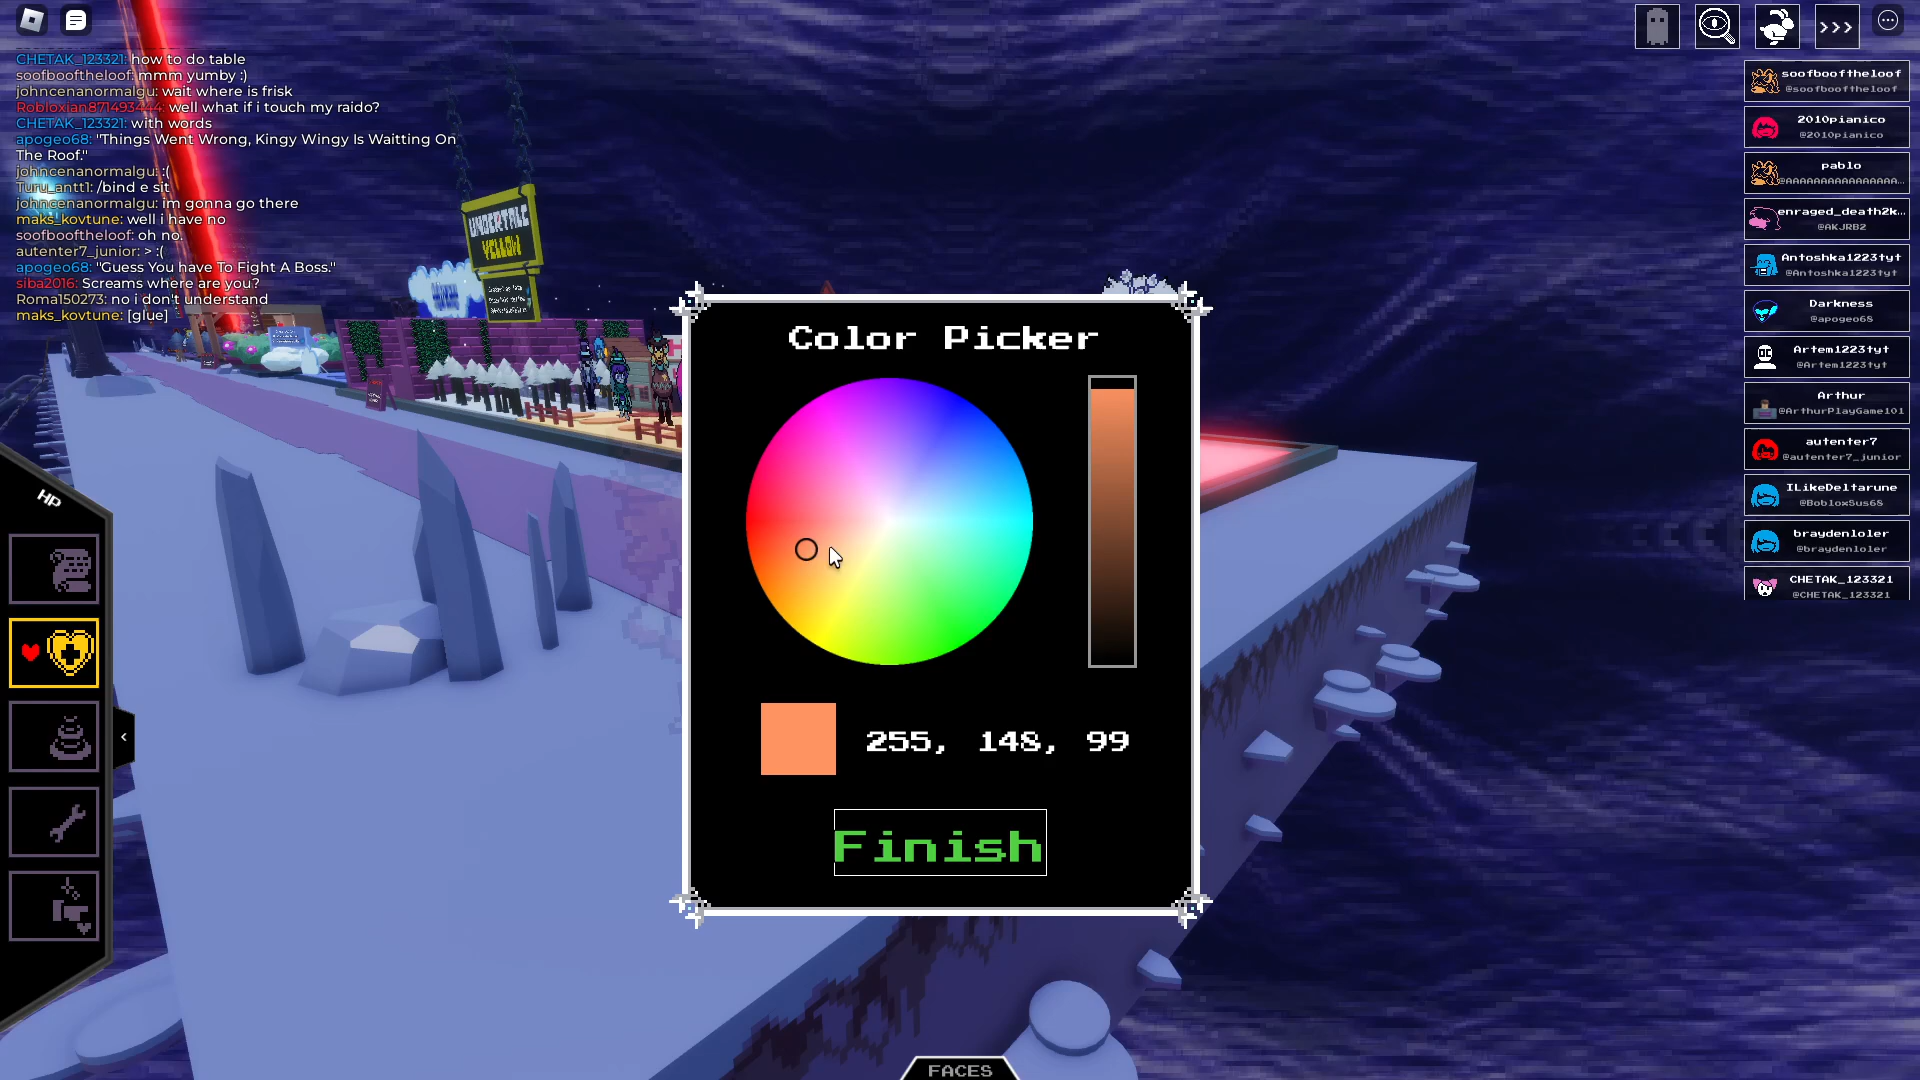 CHETAK_123321: how to do table
soofbooftheloof: mmm yumby :)
johncenanormalgu: wait where is frisk
Robloxian871493444: well what if i touch my raido?
CHETAK_123321: with words
apogeo68: "Things Went Wrong, Kingy Wingy Is Waitting On
The Roof."
johncenanormalgu: :(
Turu_antt1: /bind e sit
johncenanormalgu: im gonna go there
maks_kovtune: well i have no
soofbooftheloof: oh no.
autenter7_junior: > :(
apogeo68: "Guess You have To Fight A Boss."
siba2016: Screams where are you?
Roma150273: no i don't understand
maks_kovtune: [glue]
UNDERTALE
YELLOW
HP
Color Picker
255, 148, 99
Finish
FACES
>>>
soofbooftheloof
@soofbooftheloof
2010pianico
@2010pianico
pablo
@AAAAAAAAAAAAAAAA...
enraged_death2k...
@AKJRB2
Antoshka1223tyt
@Antoshka1223tyt
Darkness
@apogeo68
Artem1223tyt
@Artem1223tyt
Arthur
@ArthurPlayGame101
autenter7
@autenter7_junior
ILikeDeltarune
@BobloxSus68
braydenloler
@braydenloler
CHETAK_123321
@CHETAK_123321